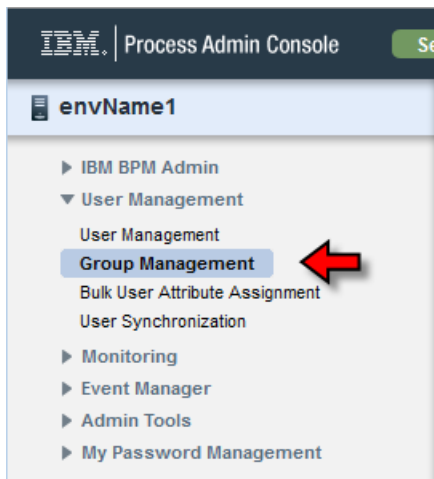 IBM. Process Admin Console Se
envName1
IBM BPM Admin
User Management
User Management
Group Management
Bulk User Attribute Assignment
User Synchronization
Monitoring
Event Manager
Admin Tools
My Password Management